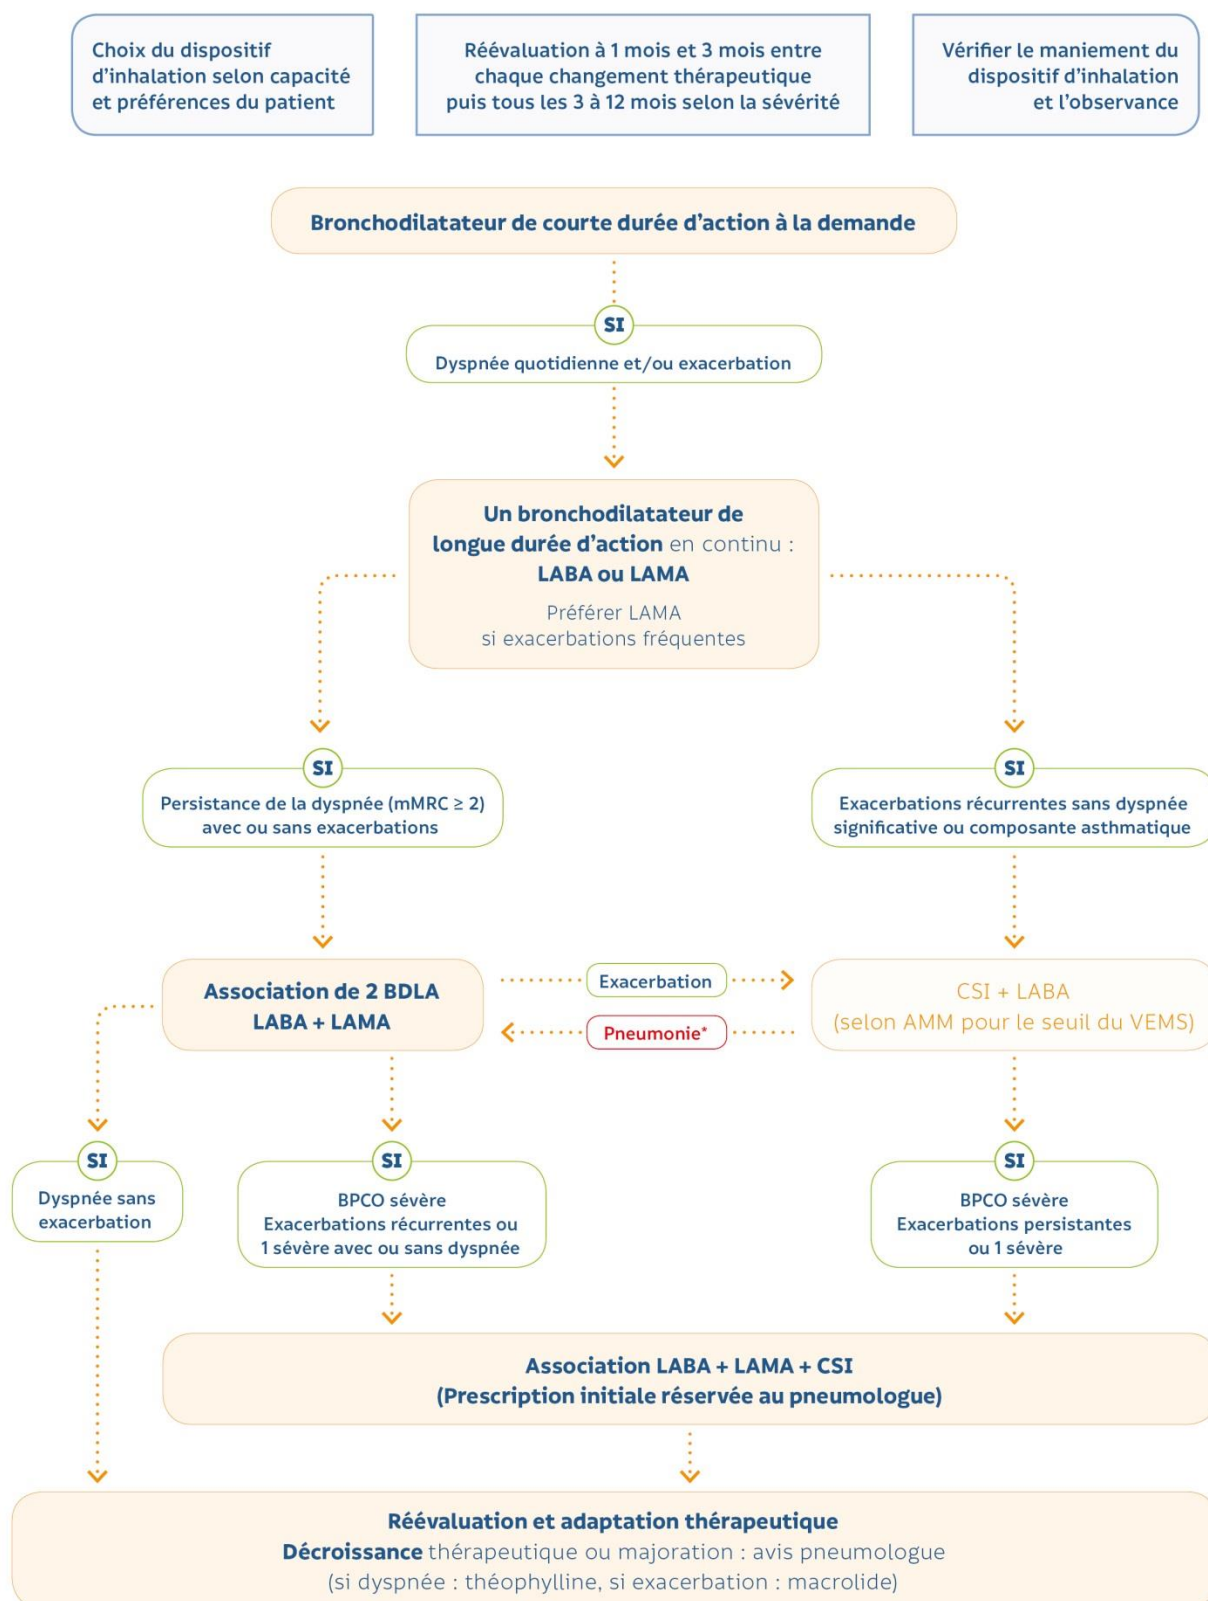 Choix du dispositif
d’inhalation selon capacité
et préférences du patient
Réévaluation à 1 mois et 3 mois entre
chaque changement thérapeutique
puis tous les 3 à 12 mois selon la sévérité
Vérifier le maniement du
dispositif d’inhalation
et l’observance
Bronchodilatateur de courte durée d’action à la demande
SI
Dyspnée quotidienne et/ou exacerbation
Un bronchodilatateur de
longue durée d’action en continu :
LABA ou LAMA
Préférer LAMA
si exacerbations fréquentes
SI
Persistance de la dyspnée (mMRC ≥ 2)
avec ou sans exacerbations
SI
Exacerbations récurrentes sans dyspnée
significative ou composante asthmatique
Association de 2 BDLA
LABA + LAMA
Exacerbation
Pneumonie*
CSI + LABA
(selon AMM pour le seuil du VEMS)
SI
Dyspnée sans
exacerbation
SI
BPCO sévère
Exacerbations récurrentes ou
1 sévère avec ou sans dyspnée
SI
BPCO sévère
Exacerbations persistantes
ou 1 sévère
Association LABA + LAMA + CSI
(Prescription initiale réservée au pneumologue)
Réévaluation et adaptation thérapeutique
Décroissance thérapeutique ou majoration : avis pneumologue
(si dyspnée : théophylline, si exacerbation : macrolide)